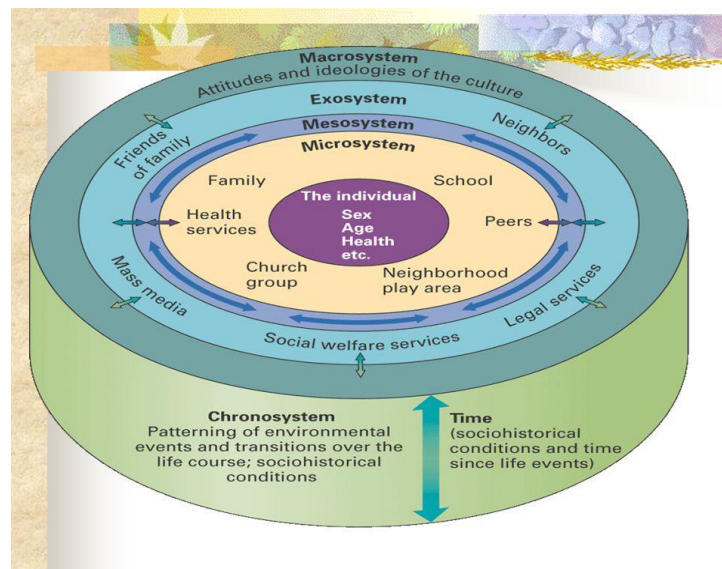 Macrosystem
Attitudes and ideologies of the culture
Exosystem
Mesosystem
Microsystem
Friends
of family
Neighbors
Family
School
The individual
Sex
Age
Health
etc.
Health
services
Peers
Church
group
Neighborhood
play area
Mass media
Legal services
Social welfare services
Chronosystem
Patterning of environmental
events and transitions over the
life course; sociohistorical
conditions
Time
(sociohistorical
conditions and time
since life events)